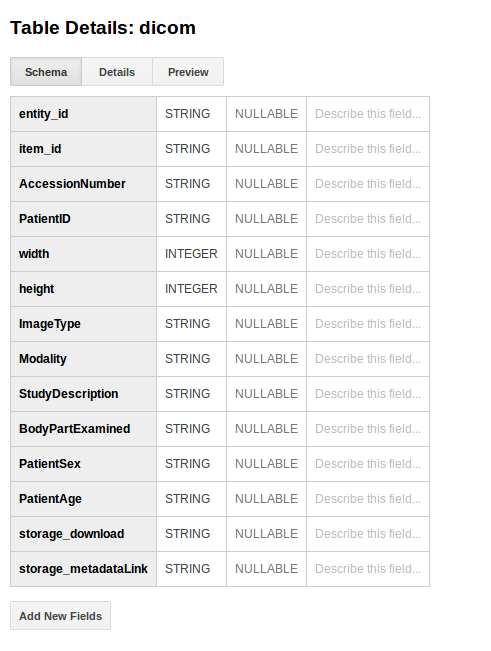 Table Details: dicom
Schema Details Preview
entity_id STRING NULLABLE Describe this field...
item_id STRING NULLABLE Describe this field...
AccessionNumber STRING NULLABLE Describe this field...
PatientID STRING NULLABLE Describe this field...
width INTEGER NULLABLE Describe this field...
height INTEGER NULLABLE Describe this field...
ImageType STRING NULLABLE Describe this field...
Modality STRING NULLABLE Describe this field...
StudyDescription STRING NULLABLE Describe this field...
BodyPartExamined STRING NULLABLE Describe this field...
PatientSex STRING NULLABLE Describe this field...
PatientAge STRING NULLABLE Describe this field...
storage_download STRING NULLABLE Describe this field...
storage_metadataLink STRING NULLABLE Describe this field...
Add New Fields